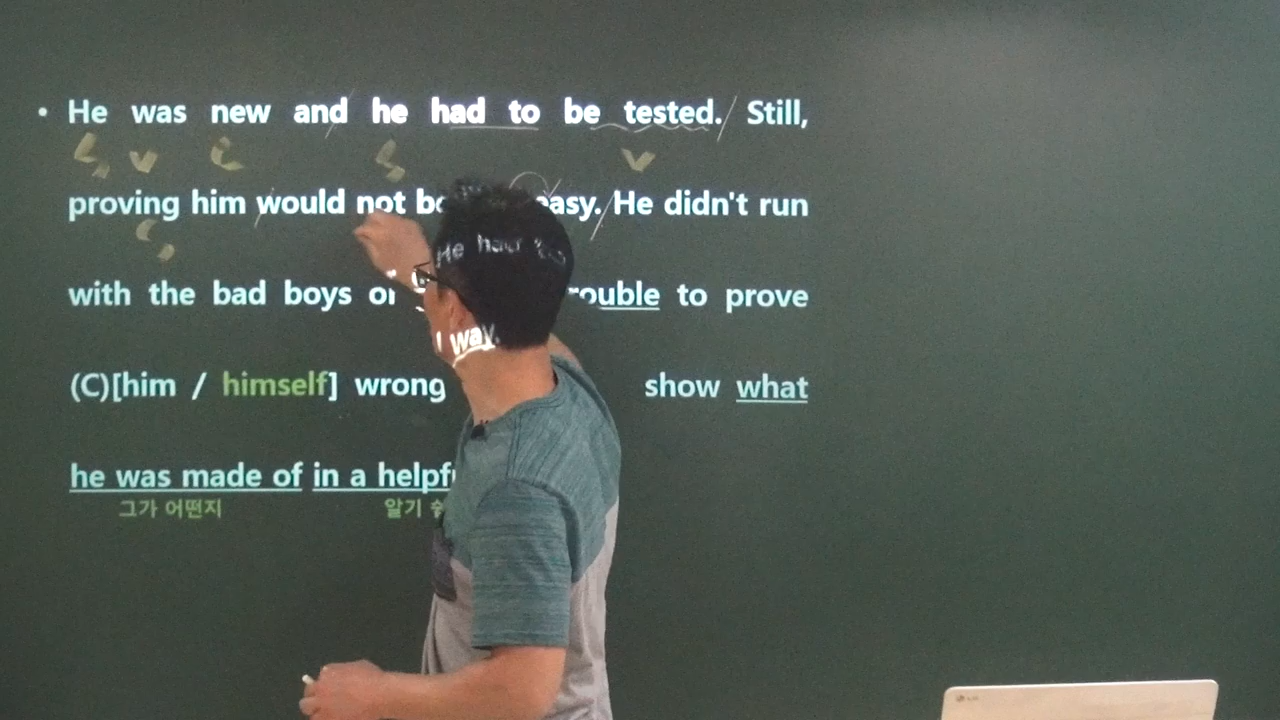 • He was new and he had to be tested. Still,
S V C S V
proving him would not easy. He didn't run
S
with the bad boys or rouble to prove
(C)[him / himself] wrong show what
he was made of in a
그가 어떤지 알기
He had
way.